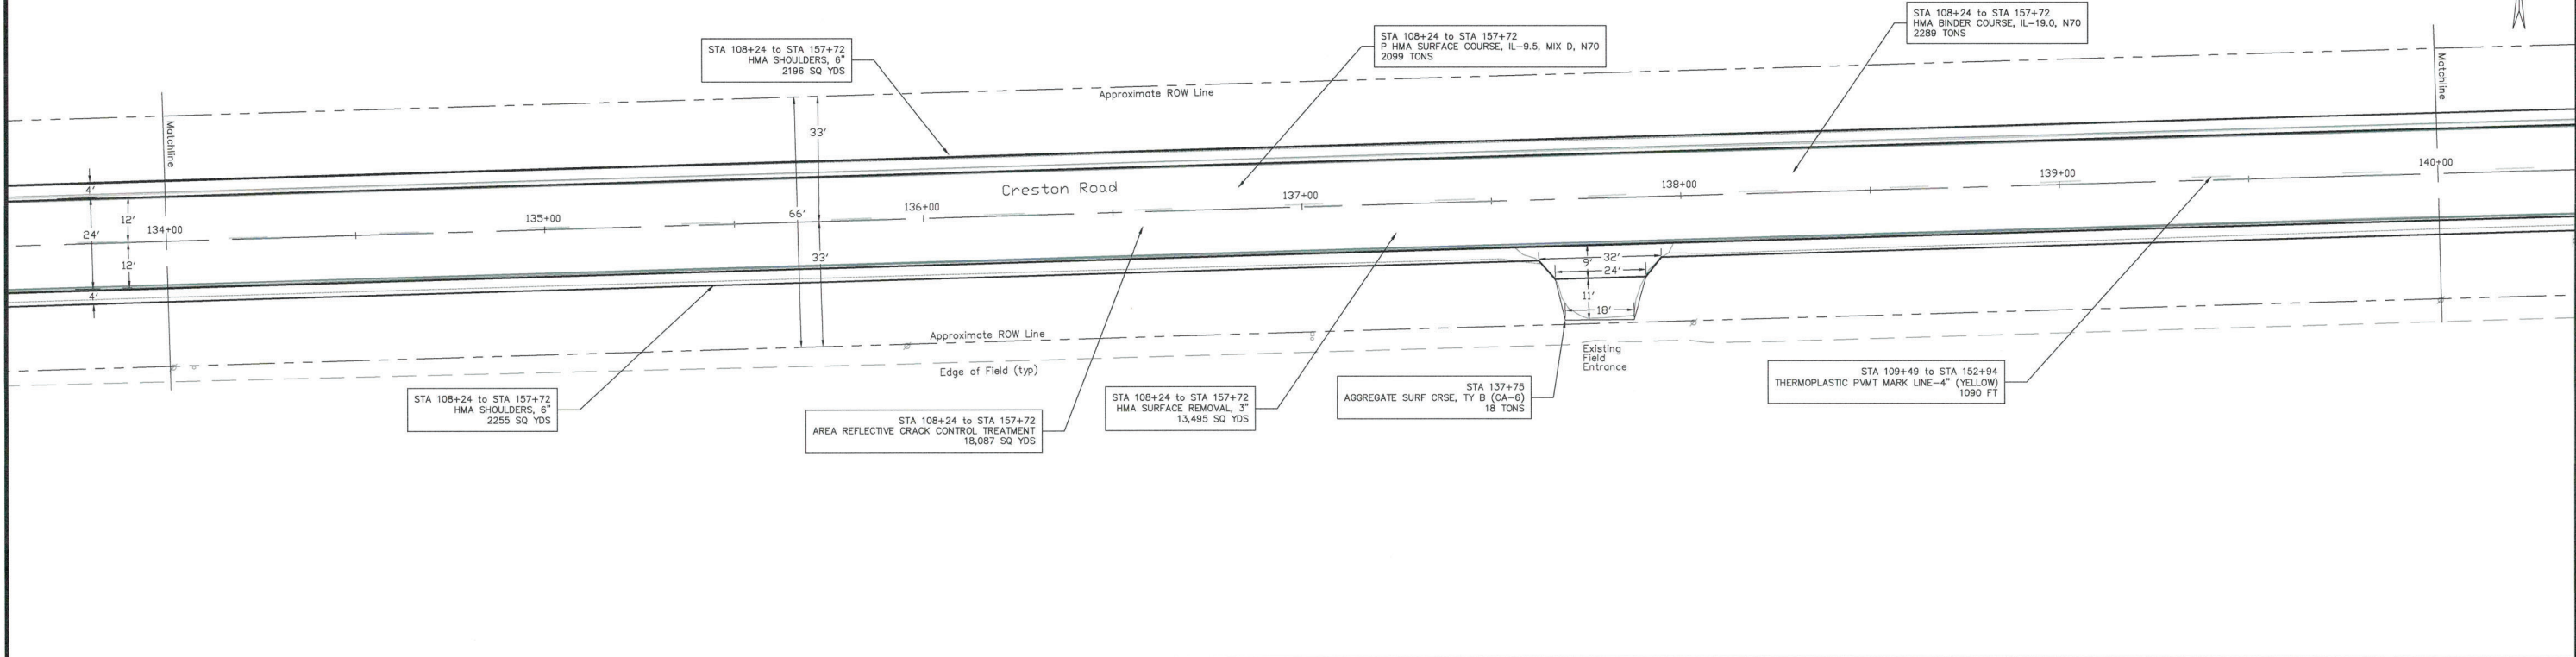 STA 108+24 to STA 157+72
HMA SHOULDERS, 6"
2196 SQ YDS
STA 108+24 to STA 157+72
P HMA SURFACE COURSE, IL-9.5, MIX D, N70
2099 TONS
STA 108+24 to STA 157+72
HMA BINDER COURSE, IL-19.0, N70
2289 TONS
Approximate ROW Line
Matchline
Matchline
33'
4'
12'
24'
134+00
12'
4'
135+00
66'
136+00
Creston Road
137+00
138+00
139+00
140+00
33'
32'
9'
24'
11'
18'
Approximate ROW Line
Edge of Field (typ)
Existing
Field
Entrance
STA 108+24 to STA 157+72
HMA SHOULDERS, 6"
2255 SQ YDS
STA 108+24 to STA 157+72
AREA REFLECTIVE CRACK CONTROL TREATMENT
18,087 SQ YDS
STA 108+24 to STA 157+72
HMA SURFACE REMOVAL, 3"
13,495 SQ YDS
STA 137+75
AGGREGATE SURF CRSE, TY B (CA-6)
18 TONS
STA 109+49 to STA 152+94
THERMOPLASTIC PVMT MARK LINE-4" (YELLOW)
1090 FT